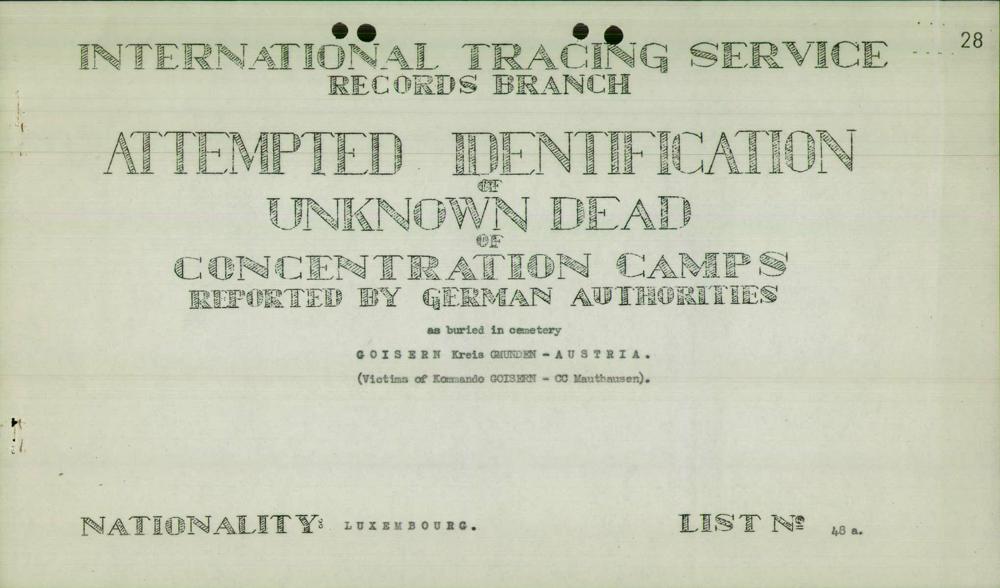 28
INTERNATIONAL TRACING SERVICE
RECORDS BRANCH
ATTEMPTED IDENTIFICATION
OF
UNKNOWN DEAD
OF
CONCENTRATION CAMPS
REPORTED BY GERMAN AUTHORITIES
as buried in cemetery
GOISERN Kreis GMUNDEN - AUSTRIA.
(Victims of Kommando GOISERN - CC Mauthausen).
NATIONALITY: LUXEMBOURG.
LIST Nº 48 a.